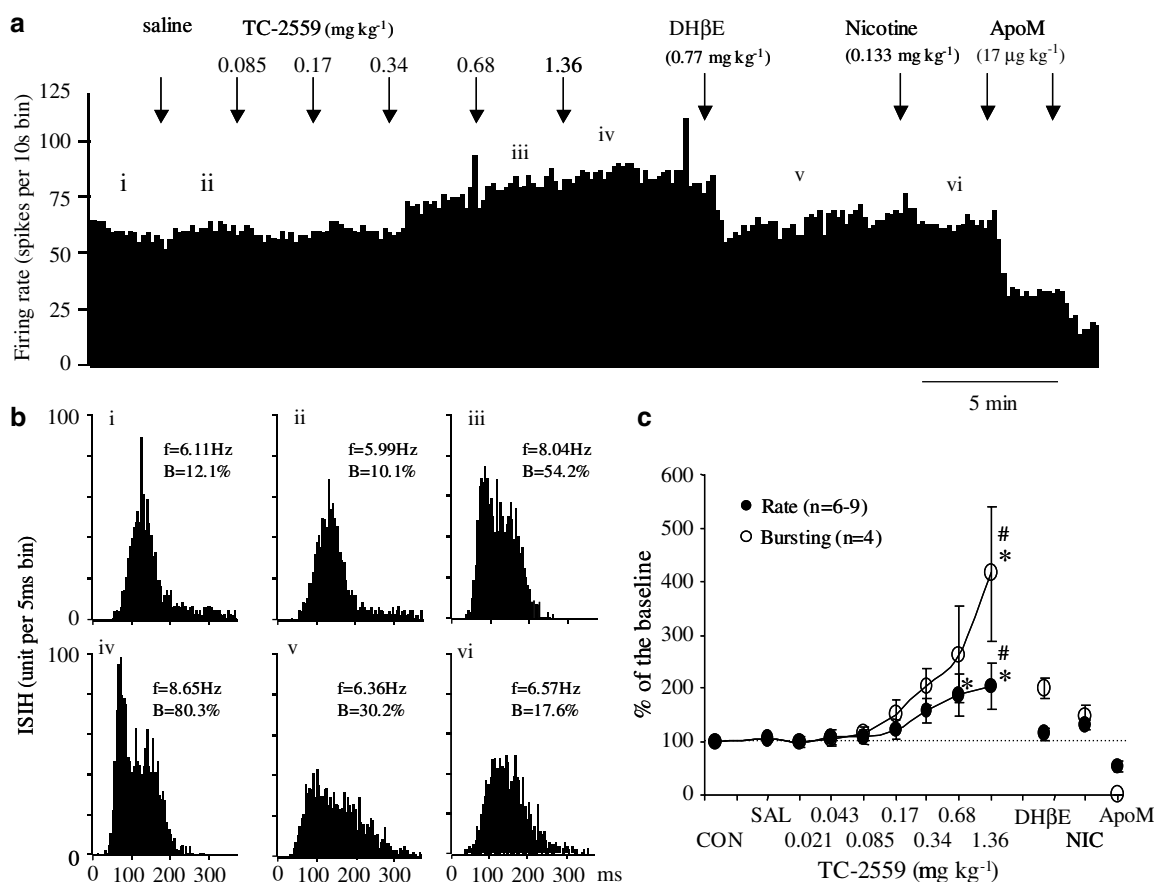 a
saline TC-2559 (mg kg-1) DHβE Nicotine ApoM
0.085 0.17 0.34 0.68 1.36 (0.77 mg kg-1) (0.133 mg kg-1) (17 µg kg-1)
Firing rate (spikes per 10s bin)
125
100
75
50
25
0
i ii iii iv v vi
5 min
b
ISIH (unit per 5ms bin)
100
0
i
f=6.11Hz
B=12.1%
ii
f=5.99Hz
B=10.1%
iii
f=8.04Hz
B=54.2%
100
0
iv
f=8.65Hz
B=80.3%
v
f=6.36Hz
B=30.2%
vi
f=6.57Hz
B=17.6%
0 100 200 300 0 100 200 300 0 100 200 300 ms
c
% of the baseline
600
500
400
300
200
100
0
Rate (n=6-9)
Bursting (n=4)
#
*
#
*
*
SAL 0.043 0.17 0.68 DHβE ApoM
CON 0.021 0.085 0.34 1.36 NIC
TC-2559 (mg kg-1)